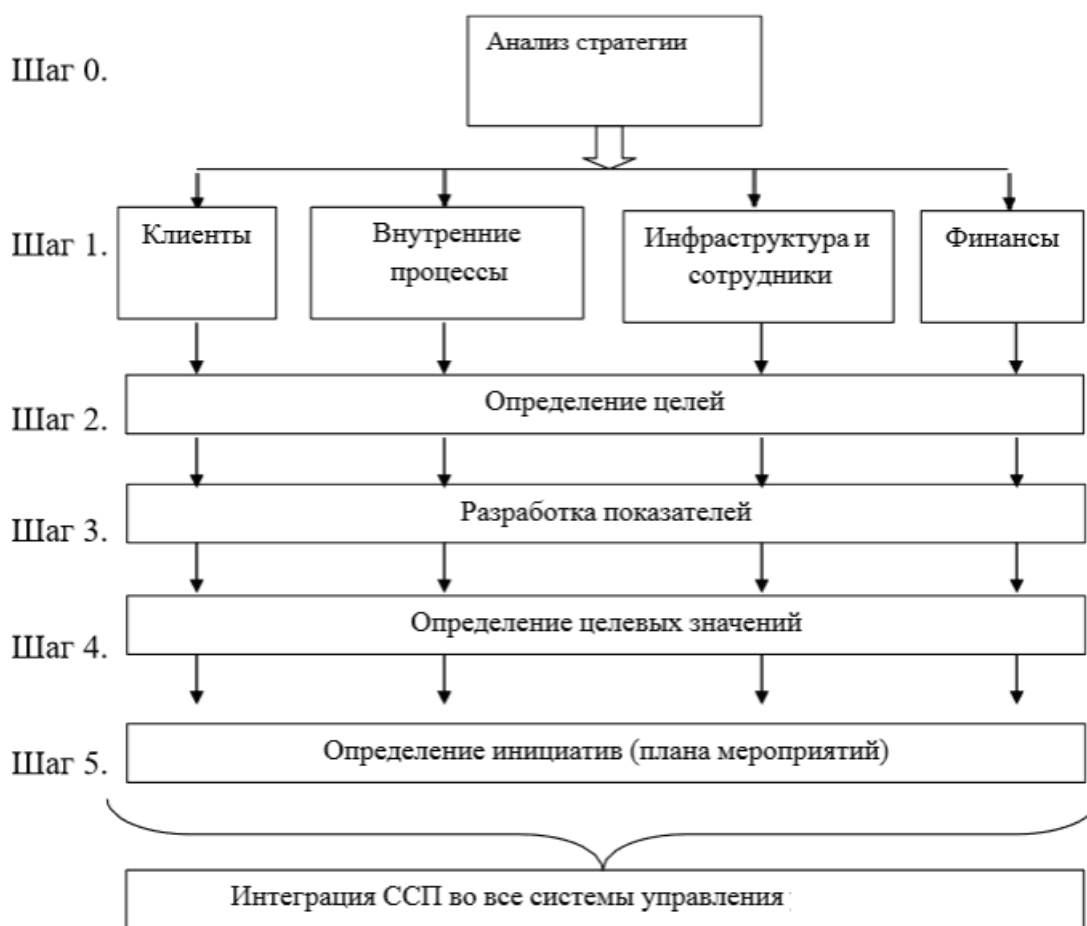 Шаг 0.
Анализ стратегии
Шаг 1.
Клиенты
Внутренние
процессы
Инфраструктура и
сотрудники
Финансы
Шаг 2.
Определение целей
Шаг 3.
Разработка показателей
Шаг 4.
Определение целевых значений
Шаг 5.
Определение инициатив (плана мероприятий)
Интеграция ССП во все системы управления